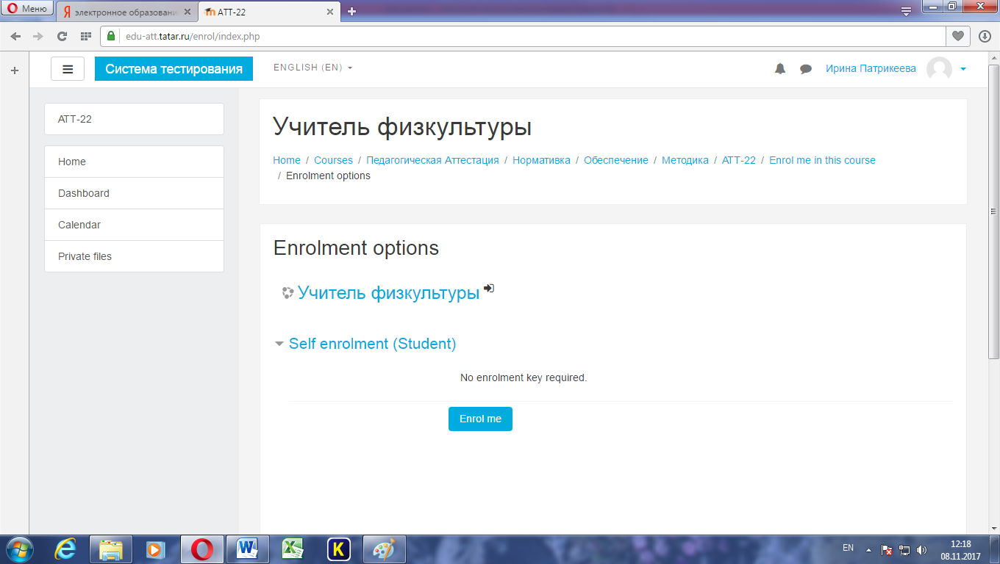 Меню
электронное образован
АТТ-22
edu-att.tatar.ru/enrol/index.php
Система тестирования
ENGLISH (EN)
Ирина Патрикеева
АТТ-22
Home
Dashboard
Calendar
Private files
Учитель физкультуры
Home / Courses / Педагогическая Аттестация / Нормативка / Обеспечение / Методика / АТТ-22 / Enrol me in this course
/ Enrolment options
Enrolment options
Учитель физкультуры
Self enrolment (Student)
No enrolment key required.
Enrol me
EN
12:18
08.11.2017